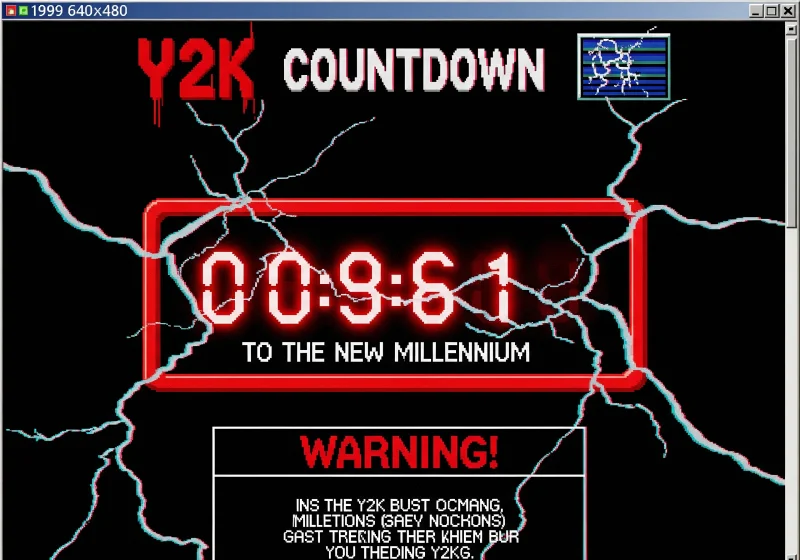 1999 640x480
Y2K COUNTDOWN
00:9:61
TO THE NEW MILLENNIUM
WARNING!
INS THE Y2K BUST OCMANG,
MILLETIONS (GAEY NOCKONS)
GAST TRECING THER KHIEM BUR
YOU THEDING Y2KG.